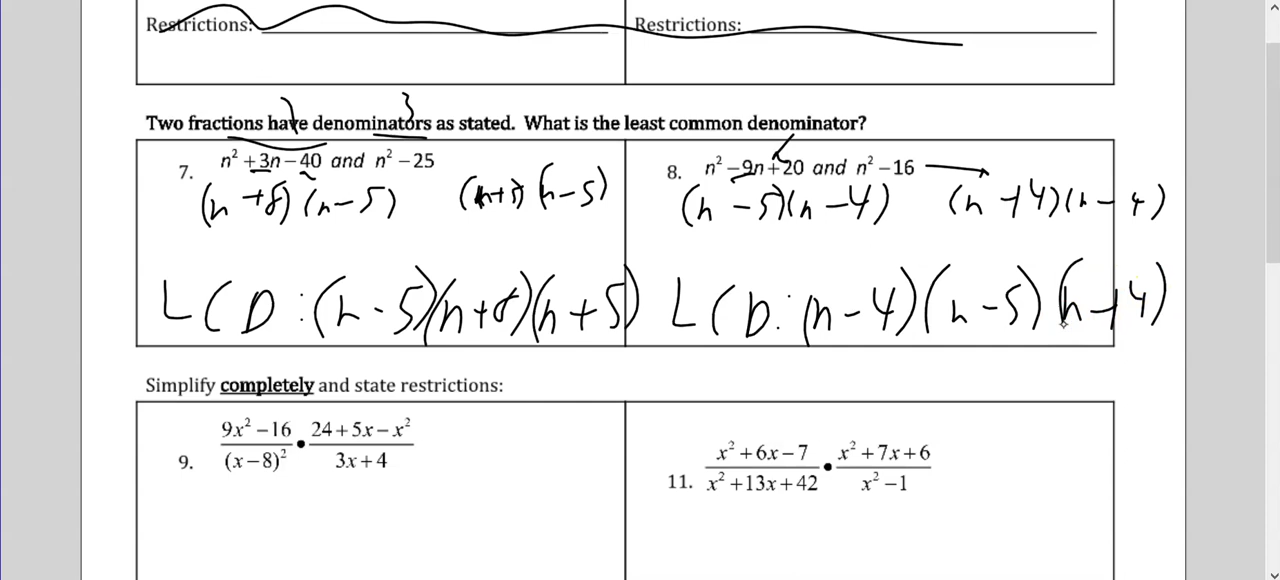 Restrictions: Restrictions:
Two fractions have denominators as stated. What is the least common denominator?
7. n² +3n−40 and n² −25
(n +8)(n−5) (n+5)(n−5)
LCD:(n-5)(n+8)(n+5)
8. n² −9n+20 and n² −16
(n −5)(n−4) (n +4)(n−4)
LCD:(n−4)(n−5)(n+4)
Simplify completely and state restrictions:
9. 9x² −16 / (x−8)² • 24+5x−x² / 3x+4
11. x² +6x−7 / x² +13x+42 • x² +7x+6 / x² −1